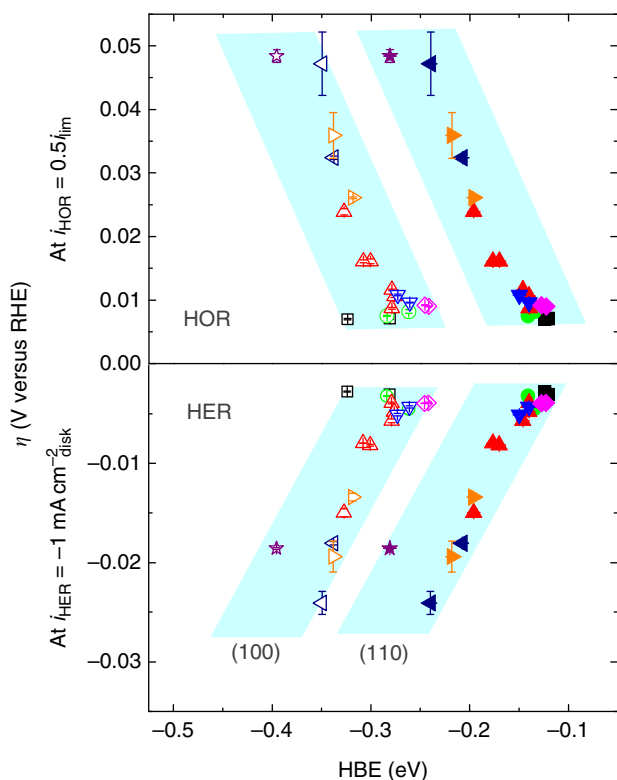 0.05
0.04
0.03
0.02
0.01
0.00
−0.01
−0.02
−0.03
At i_HOR = 0.5i_lim
η (V versus RHE)
At i_HER = −1 mA cm⁻²_disk
HOR
HER
(100)
(110)
−0.5
−0.4
−0.3
−0.2
−0.1
HBE (eV)